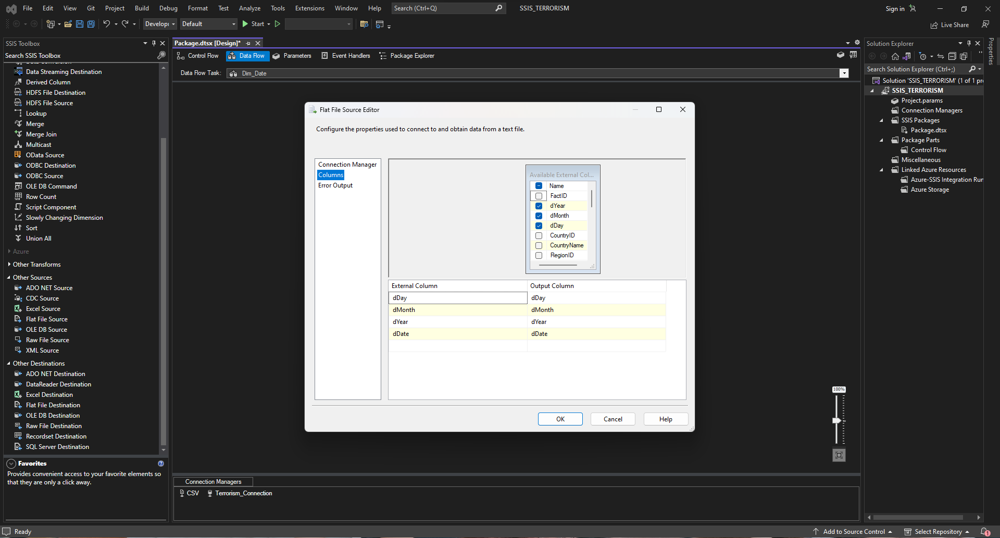 File Edit View Git Project Build Debug Format Test Analyze Tools Extensions Window Help Search (Ctrl+Q) SSIS_TERRORISM Sign in
Develop Default Start Live Share
SSIS Toolbox
Search SSIS Toolbox
Data Streaming Destination
Derived Column
HDFS File Destination
HDFS File Source
Lookup
Merge
Merge Join
Multicast
OData Source
ODBC Destination
ODBC Source
OLE DB Command
Row Count
Script Component
Slowly Changing Dimension
Sort
Union All
Azure
Other Transforms
Other Sources
ADO NET Source
CDC Source
Excel Source
Flat File Source
OLE DB Source
Raw File Source
XML Source
Other Destinations
ADO NET Destination
DataReader Destination
Excel Destination
Flat File Destination
OLE DB Destination
Raw File Destination
Recordset Destination
SQL Server Destination
Favorites
Provides convenient access to your favorite elements so
that they are only a click away.
Package.dtsx [Design]*
Control Flow Data Flow Parameters Event Handlers Package Explorer
Data Flow Task: Dim_Date
Flat File Source Editor
Configure the properties used to connect to and obtain data from a text file.
Connection Manager
Columns
Error Output
Available External Col...
Name
FactID
dYear
dMonth
dDay
CountryID
CountryName
RegionID
External Column Output Column
dDay dDay
dMonth dMonth
dYear dYear
dDate dDate
OK Cancel Help
100%
Connection Managers
CSV Terrorism_Connection
Solution Explorer
Search Solution Explorer (Ctrl+;)
Solution 'SSIS_TERRORISM' (1 of 1 pr
SSIS_TERRORISM
Project.params
Connection Managers
SSIS Packages
Package.dtsx
Package Parts
Control Flow
Miscellaneous
Linked Azure Resources
Azure-SSIS Integration Run
Azure Storage
Properties
Ready Add to Source Control Select Repository 1